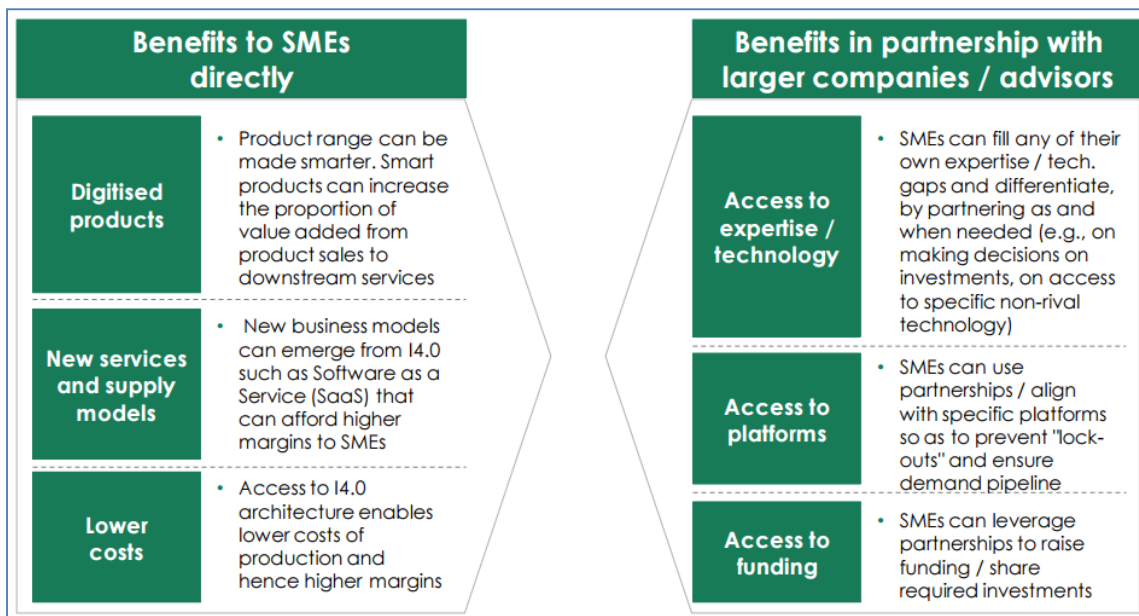 Benefits to SMEs
directly
Digitised
products
• Product range can be
made smarter. Smart
products can increase
the proportion of
value added from
product sales to
downstream services
New services
and supply
models
• New business models
can emerge from I4.0
such as Software as a
Service (SaaS) that
can afford higher
margins to SMEs
Lower
costs
• Access to I4.0
architecture enables
lower costs of
production and
hence higher margins
Benefits in partnership with
larger companies / advisors
Access to
expertise /
technology
• SMEs can fill any of their
own expertise / tech.
gaps and differentiate,
by partnering as and
when needed (e.g., on
making decisions on
investments, on access
to specific non-rival
technology)
Access to
platforms
• SMEs can use
partnerships / align
with specific platforms
so as to prevent "lock-
outs" and ensure
demand pipeline
Access to
funding
• SMEs can leverage
partnerships to raise
funding / share
required investments